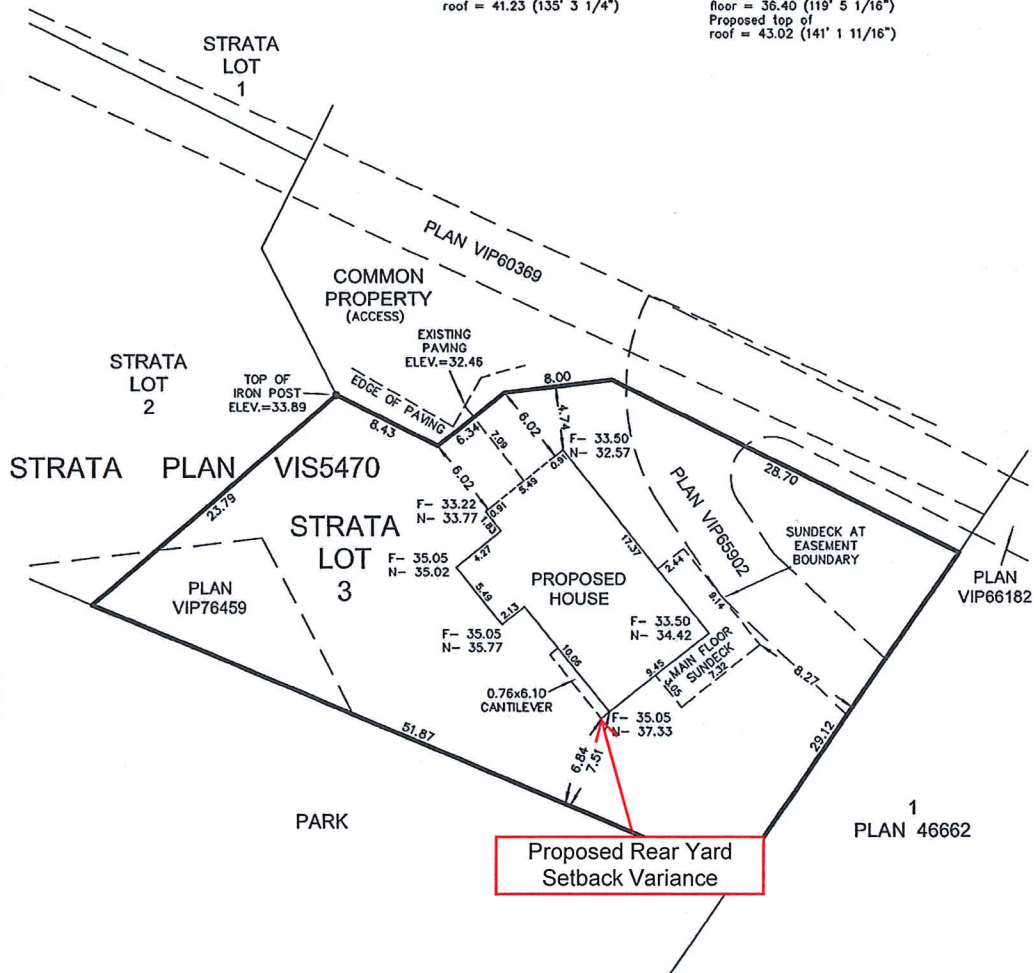 roof = 41.23 (135' 3 1/4")
floor = 36.40 (119' 5 1/16")
Proposed top of
roof = 43.02 (141' 1 11/16")
STRATA
LOT
1
PLAN VIP60369
COMMON
PROPERTY
(ACCESS)
EXISTING
PAVING
ELEV.=32.46
STRATA
LOT
2
TOP OF
IRON POST
ELEV.=33.89
EDGE OF PAVING
8.00
8.43
6.34
7.09
6.02
4.74
F- 33.50
N- 32.57
0.91
5.49
28.70
STRATA PLAN VIS5470
23.79
6.02
F- 33.22
N- 33.77
0.91
1.83
PLAN VIP65902
SUNDECK AT
EASEMENT
BOUNDARY
STRATA
LOT
3
4.27
F- 35.05
N- 35.02
17.37
2.44
PLAN
VIP66182
PLAN
VIP76459
5.49
PROPOSED
HOUSE
9.14
2.13
F- 33.50
N- 34.42
F- 35.05
N- 35.77
MAIN FLOOR
SUNDECK
7.32
10.06
9.45
8.27
0.76x6.10
CANTILEVER
F- 35.05
N- 37.33
51.87
6.84
7.51
29.12
PARK
1
PLAN 46662
Proposed Rear Yard
Setback Variance